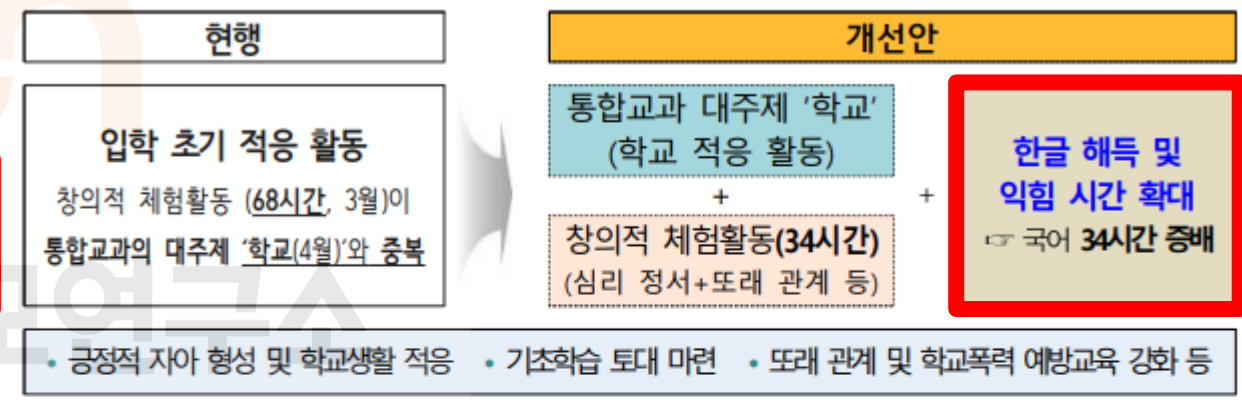 현행
개선안
입학 초기 적응 활동
창의적 체험활동 (68시간, 3월)이
통합교과의 대주제 '학교(4월)'와 중복
통합교과 대주제 '학교'
(학교 적응 활동)
+
창의적 체험활동(34시간)
(심리 정서+또래 관계 등)
+
한글 해득 및
익힘 시간 확대
☞ 국어 34시간 증배
• 긍정적 자아 형성 및 학교생활 적응 • 기초학습 토대 마련 • 또래 관계 및 학교폭력 예방교육 강화 등